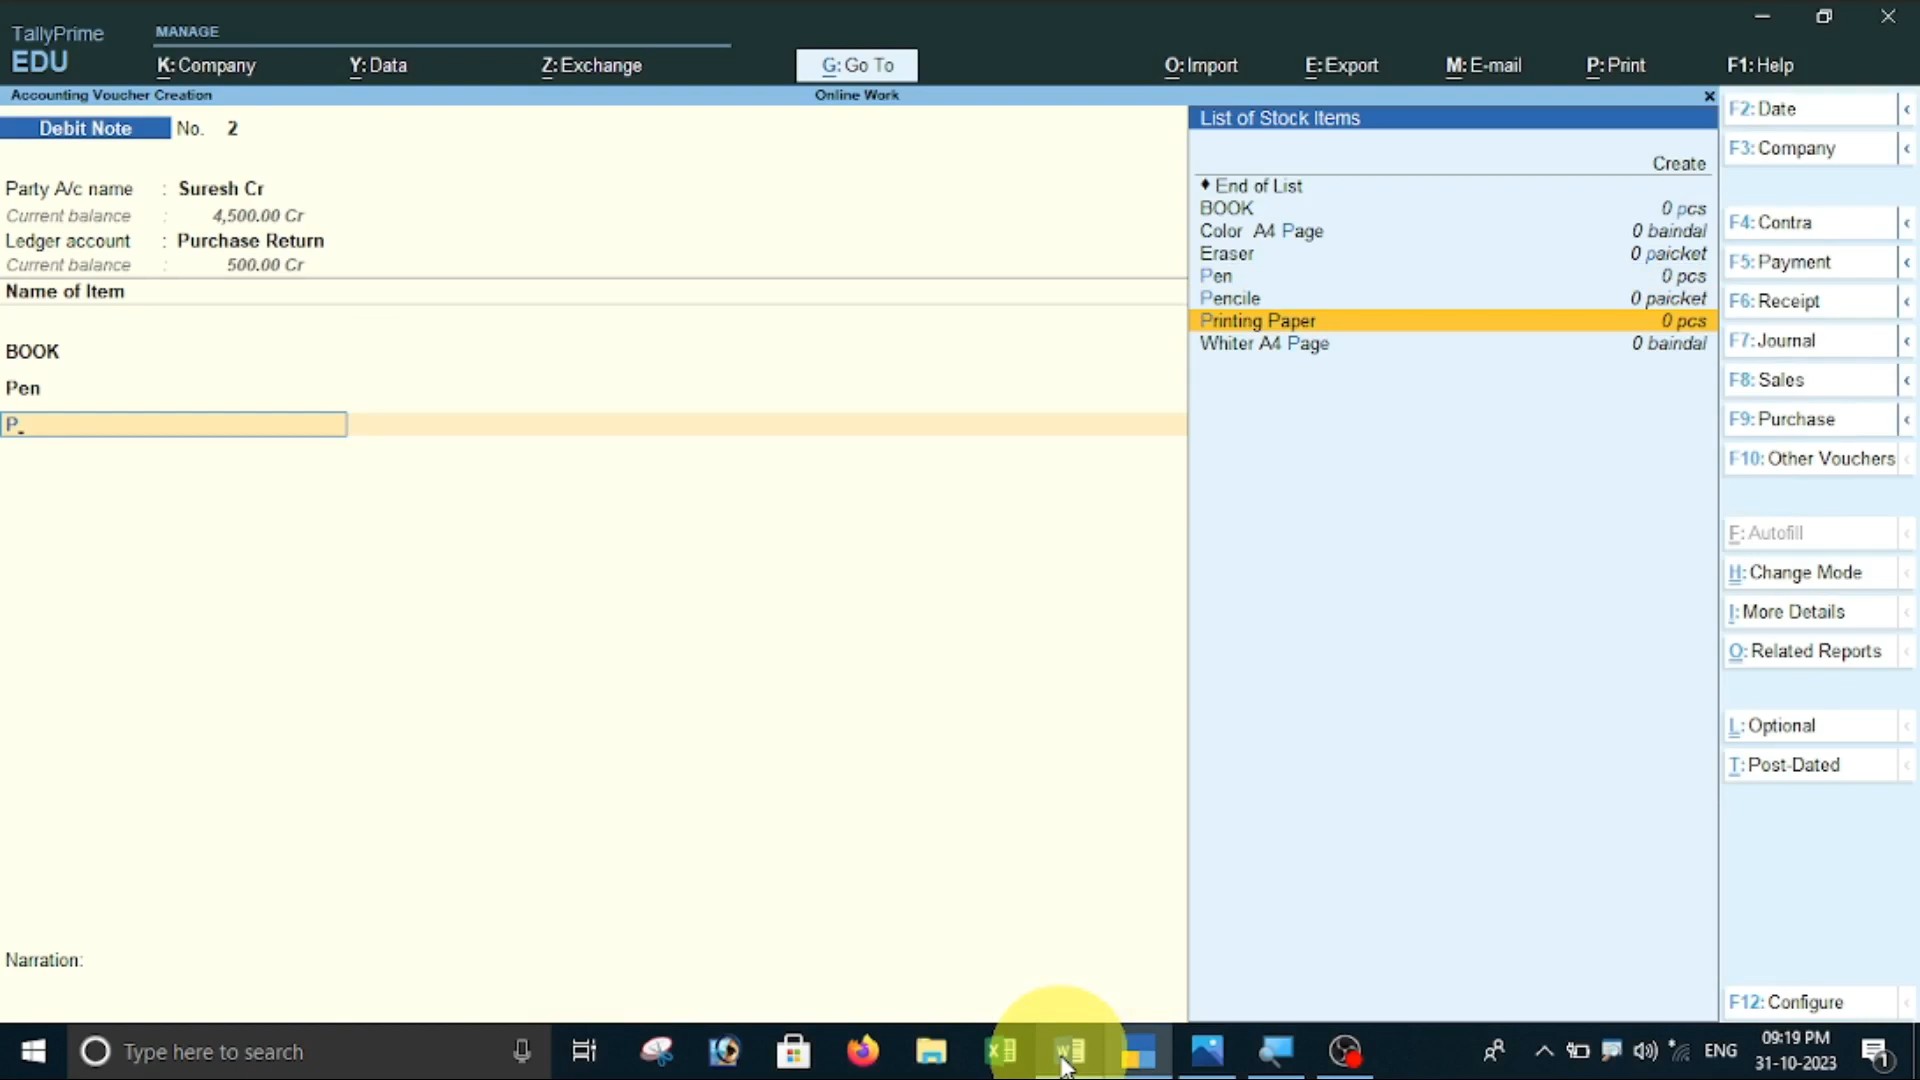 TallyPrime
EDU
MANAGE
K: Company
Y: Data
Z: Exchange
G: Go To
O: Import
E: Export
M: E-mail
P: Print
F1: Help
Accounting Voucher Creation
Online Work
Debit Note No. 2
Party A/c name : Suresh Cr
Current balance : 4,500.00 Cr
Ledger account : Purchase Return
Current balance : 500.00 Cr
Name of Item
BOOK
Pen
P
Narration:
List of Stock Items
Create
End of List
BOOK 0 pcs
Color A4 Page 0 baindal
Eraser 0 paicket
Pen 0 pcs
Pencile 0 paicket
Printing Paper 0 pcs
Whiter A4 Page 0 baindal
F2: Date
F3: Company
F4: Contra
F5: Payment
F6: Receipt
F7: Journal
F8: Sales
F9: Purchase
F10: Other Vouchers
F: Autofill
H: Change Mode
I: More Details
O: Related Reports
L: Optional
T: Post-Dated
F12: Configure
Type here to search
ENG
09:19 PM
31-10-2023
1